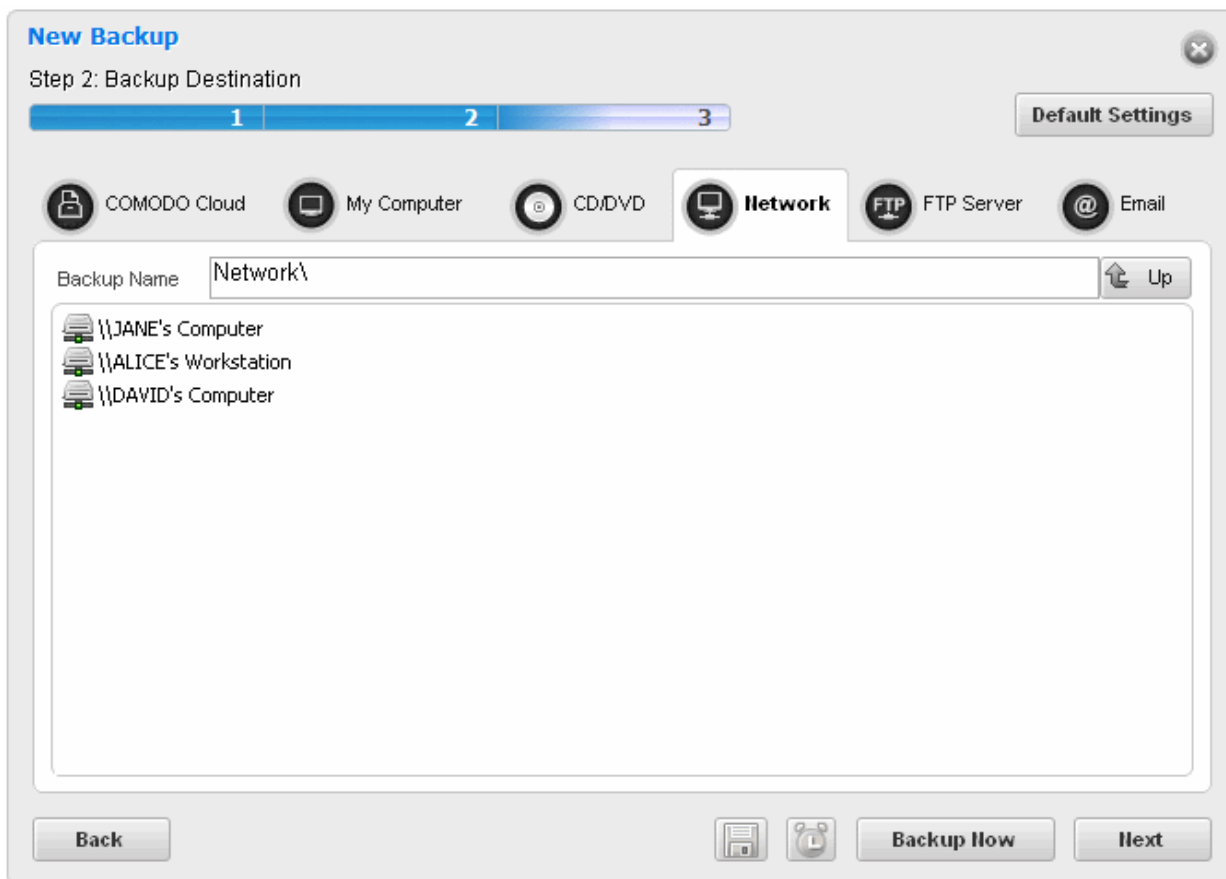 New Backup
Step 2: Backup Destination
1 2 3
Default Settings
COMODO Cloud
My Computer
CD/DVD
Network
FTP
FTP Server
@
Email
Backup Name
Network\
Up
\\JANE's Computer
\\ALICE's Workstation
\\DAVID's Computer
Back
Backup Now
Next